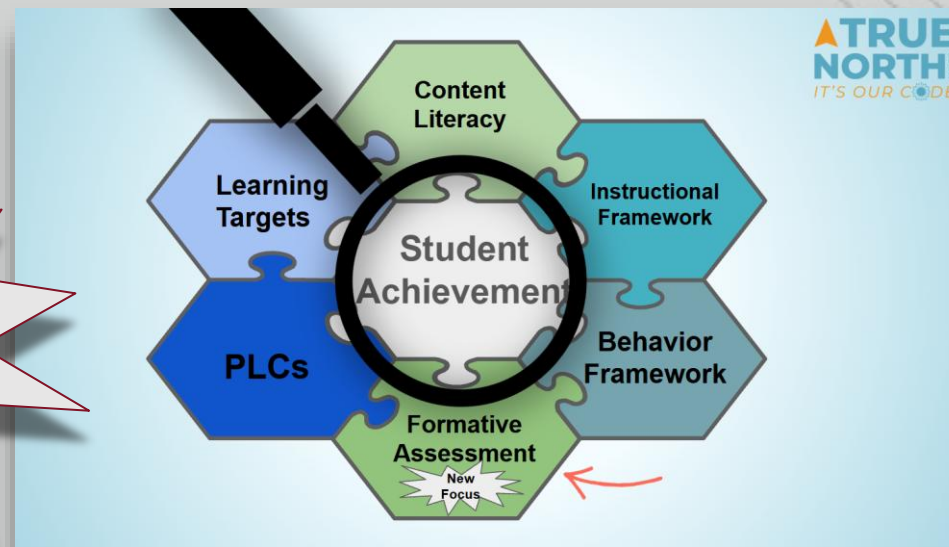 TRUE
NORTH
IT'S OUR CODE
Content
Literacy
Learning
Targets
Instructional
Framework
Student
Achievement
PLCs
Behavior
Framework
Formative
Assessment
New
Focus